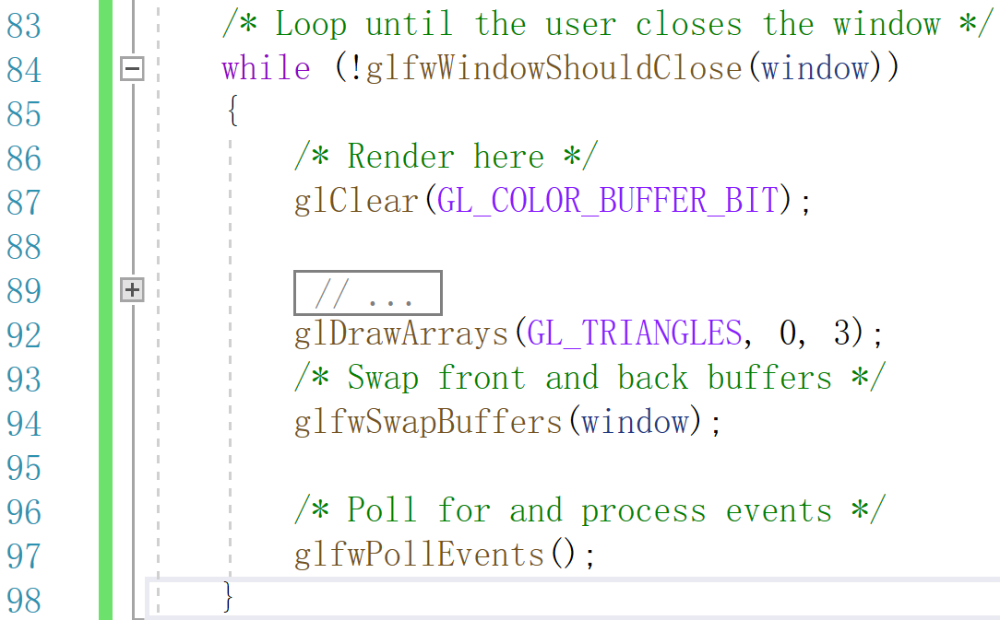 83 /* Loop until the user closes the window */
84 while (!glfwWindowShouldClose(window))
85 {
86 /* Render here */
87 glClear(GL_COLOR_BUFFER_BIT);
88
89 // ...
92 glDrawArrays(GL_TRIANGLES, 0, 3);
93 /* Swap front and back buffers */
94 glfwSwapBuffers(window);
95
96 /* Poll for and process events */
97 glfwPollEvents();
98 }